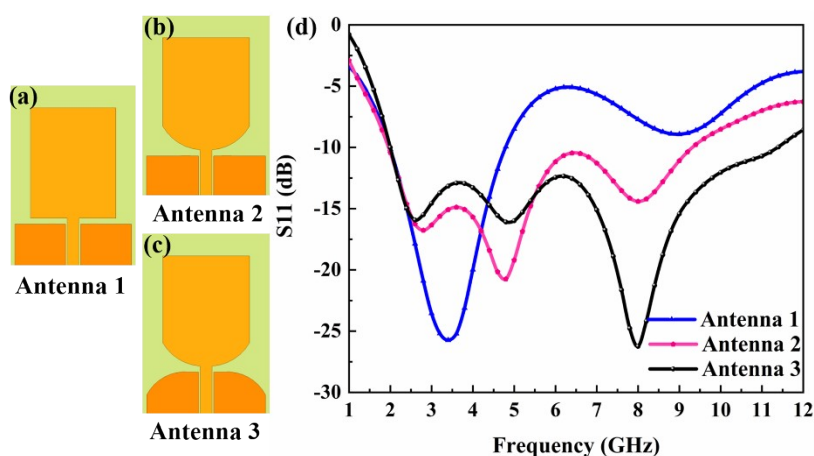 (a)
Antenna 1
(b)
Antenna 2
(c)
Antenna 3
(d)
S11 (dB)
0
-5
-10
-15
-20
-25
-30
Antenna 1
Antenna 2
Antenna 3
1 2 3 4 5 6 7 8 9 10 11 12
Frequency (GHz)